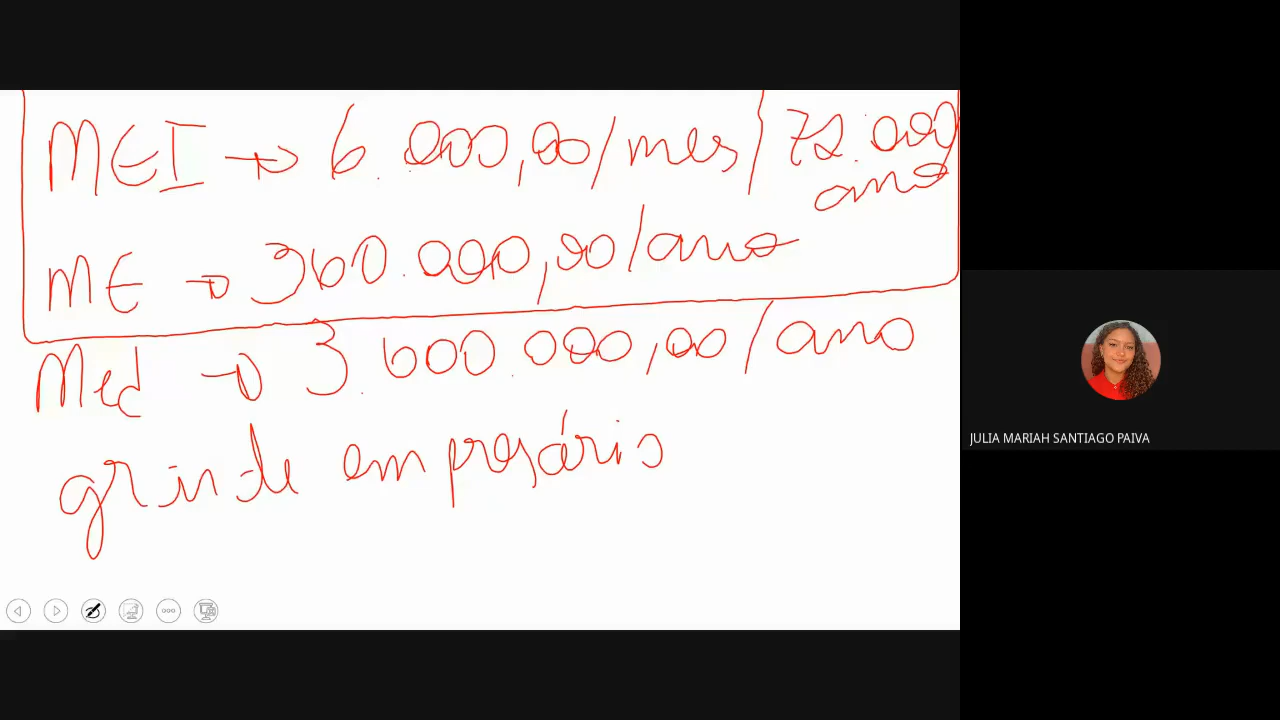 MEI → 6.000,00/mes/72.000
ano
ME → 360.000,00/ano
Med → 3.600.000,00/ano
grande empresário
JULIA MARIAH SANTIAGO PAIVA